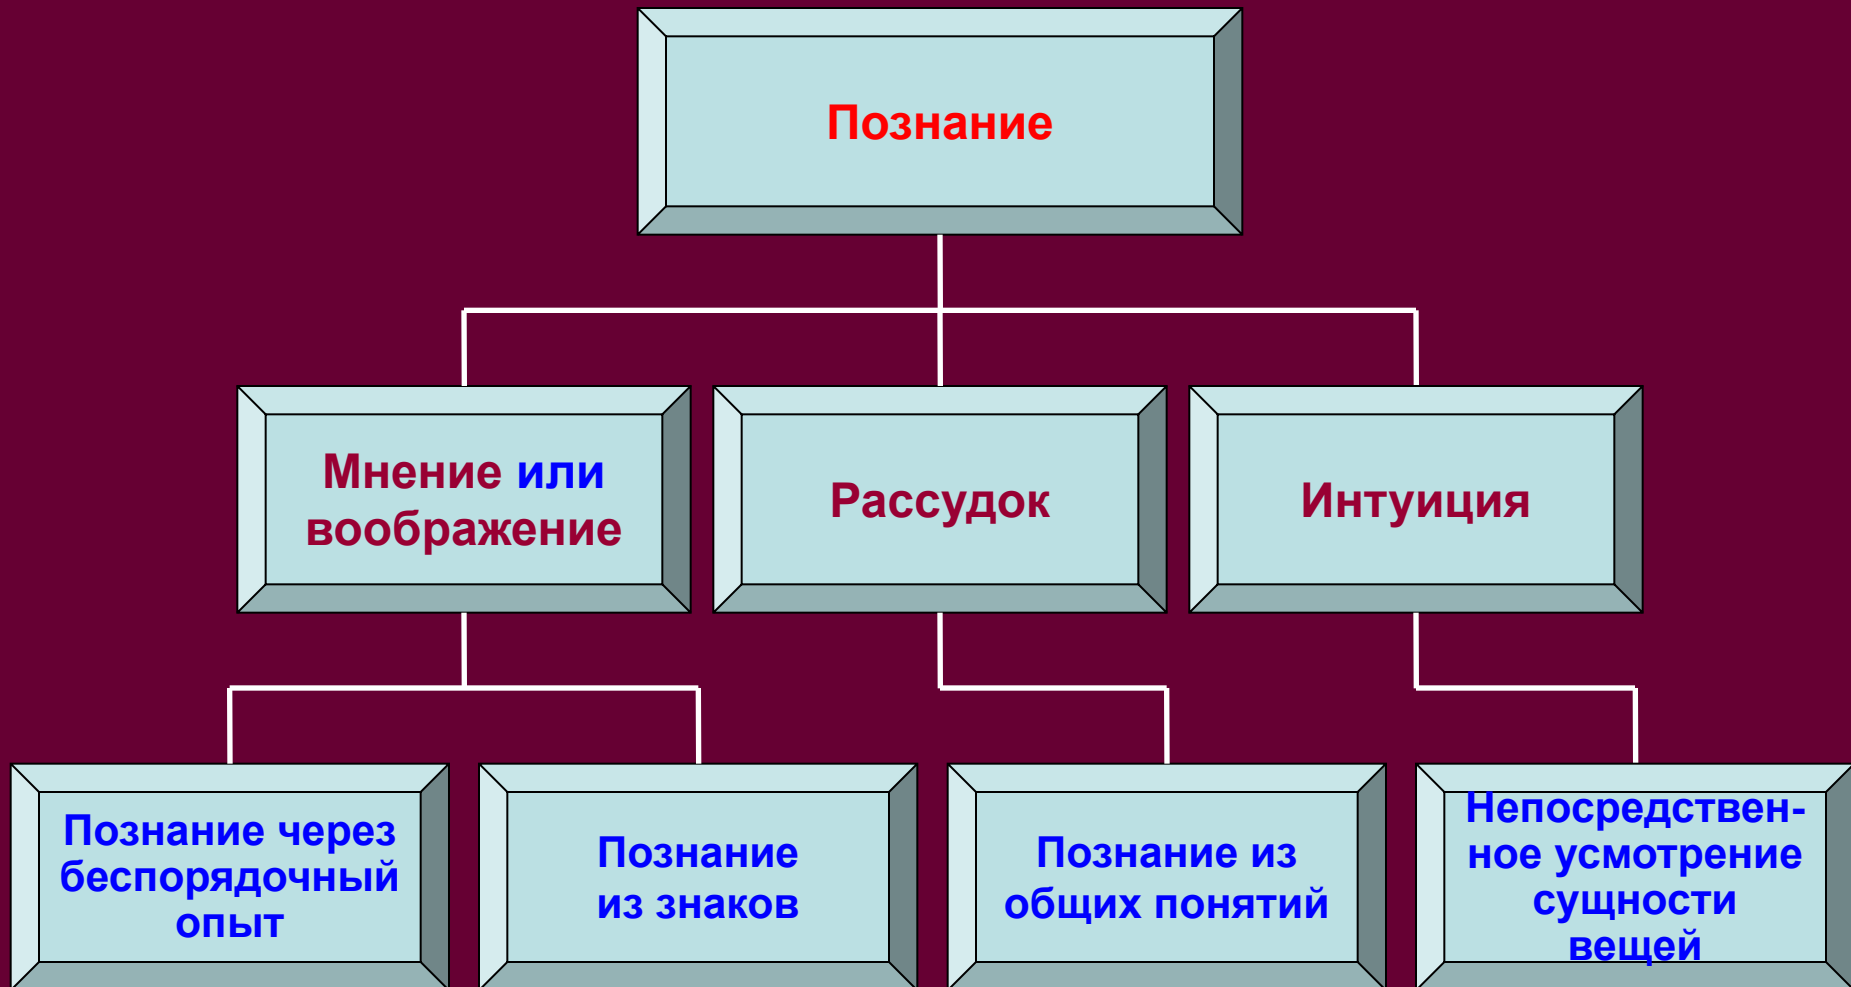 Познание
Мнение или
воображение
Рассудок
Интуиция
Познание через
беспорядочный
опыт
Познание
из знаков
Познание из
общих понятий
Непосредствен-
ное усмотрение
сущности
вещей